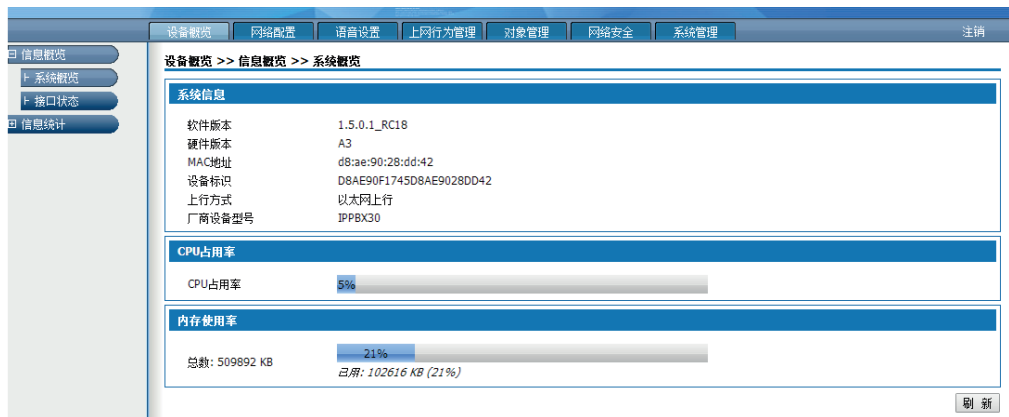 设备概览 网络配置 语音设置 上网行为管理 对象管理 网络安全 系统管理 注销
信息概览
系统概览
接口状态
信息统计
设备概览 >> 信息概览 >> 系统概览
系统信息
软件版本 1.5.0.1_RC18
硬件版本 A3
MAC地址 d8:ae:90:28:dd:42
设备标识 D8AE90F1745D8AE9028DD42
上行方式 以太网上行
厂商设备型号 IPPBX30
CPU占用率
CPU占用率 5%
内存使用率
总数: 509892 KB 21%
已用: 102616 KB (21%)
刷 新